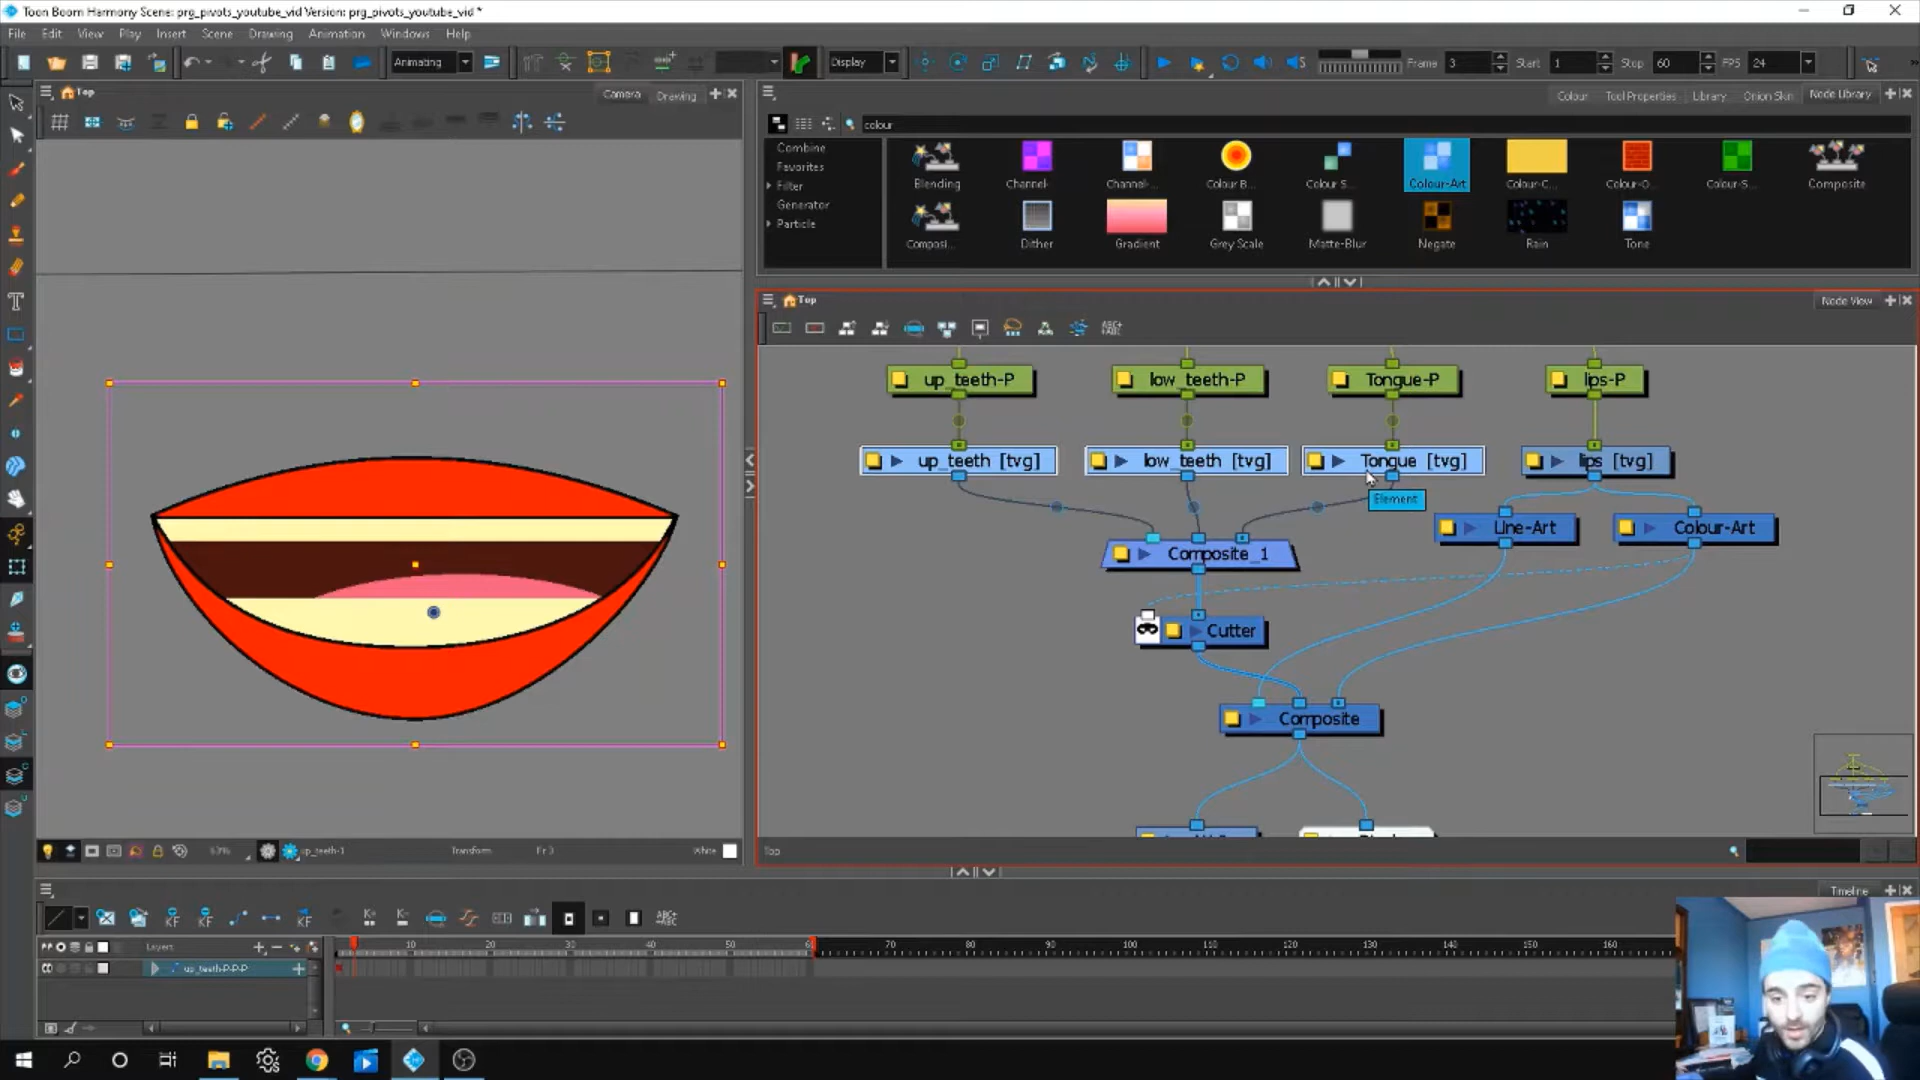 Toon Boom Harmony Scene: prg_pivots_youtube_vid Version: prg_pivots_youtube_vid *
File Edit View Play Insert Scene Drawing Animation Windows Help
Animating
Display
Frame 3 Start 1 Stop 60 FPS 24
Top
Camera Drawing
Colour Tool Properties Library Onion Skin Node Library
colour
Combine
Favorites
Filter
Generator
Particle
Blending Channel- Channel-... Colour B... Colour S... Colour-Art Colour-C... Colour-O... Colour-S... Composite
Composi... Dither Gradient Grey Scale Matte-Blur Negate Rain Tone
Top
Node View
up_teeth-P low_teeth-P Tongue-P lips-P
up_teeth [tvg] low_teeth [tvg] Tongue [tvg] lips [tvg]
Element
Line-Art Colour-Art
Composite_1
Cutter
Composite
Top
up_teeth-1 Transform Fr 3 White
Timeline
Layers
10 20 30 40 50 70 80 90 100 110 120 130 140 150 160
up_teeth-P-P-P